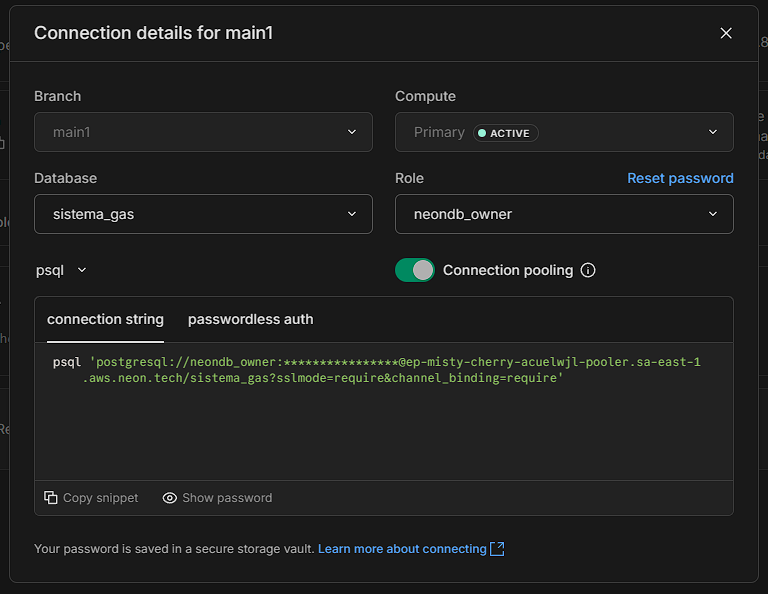 Connection details for main1
Branch
Compute
main1
Primary ACTIVE
Database
Role
Reset password
sistema_gas
neondb_owner
psql
Connection pooling
connection string
passwordless auth
psql 'postgresql://neondb_owner:****************@ep-misty-cherry-acuelwjl-pooler.sa-east-1
.aws.neon.tech/sistema_gas?sslmode=require&channel_binding=require'
Copy snippet
Show password
Your password is saved in a secure storage vault. Learn more about connecting